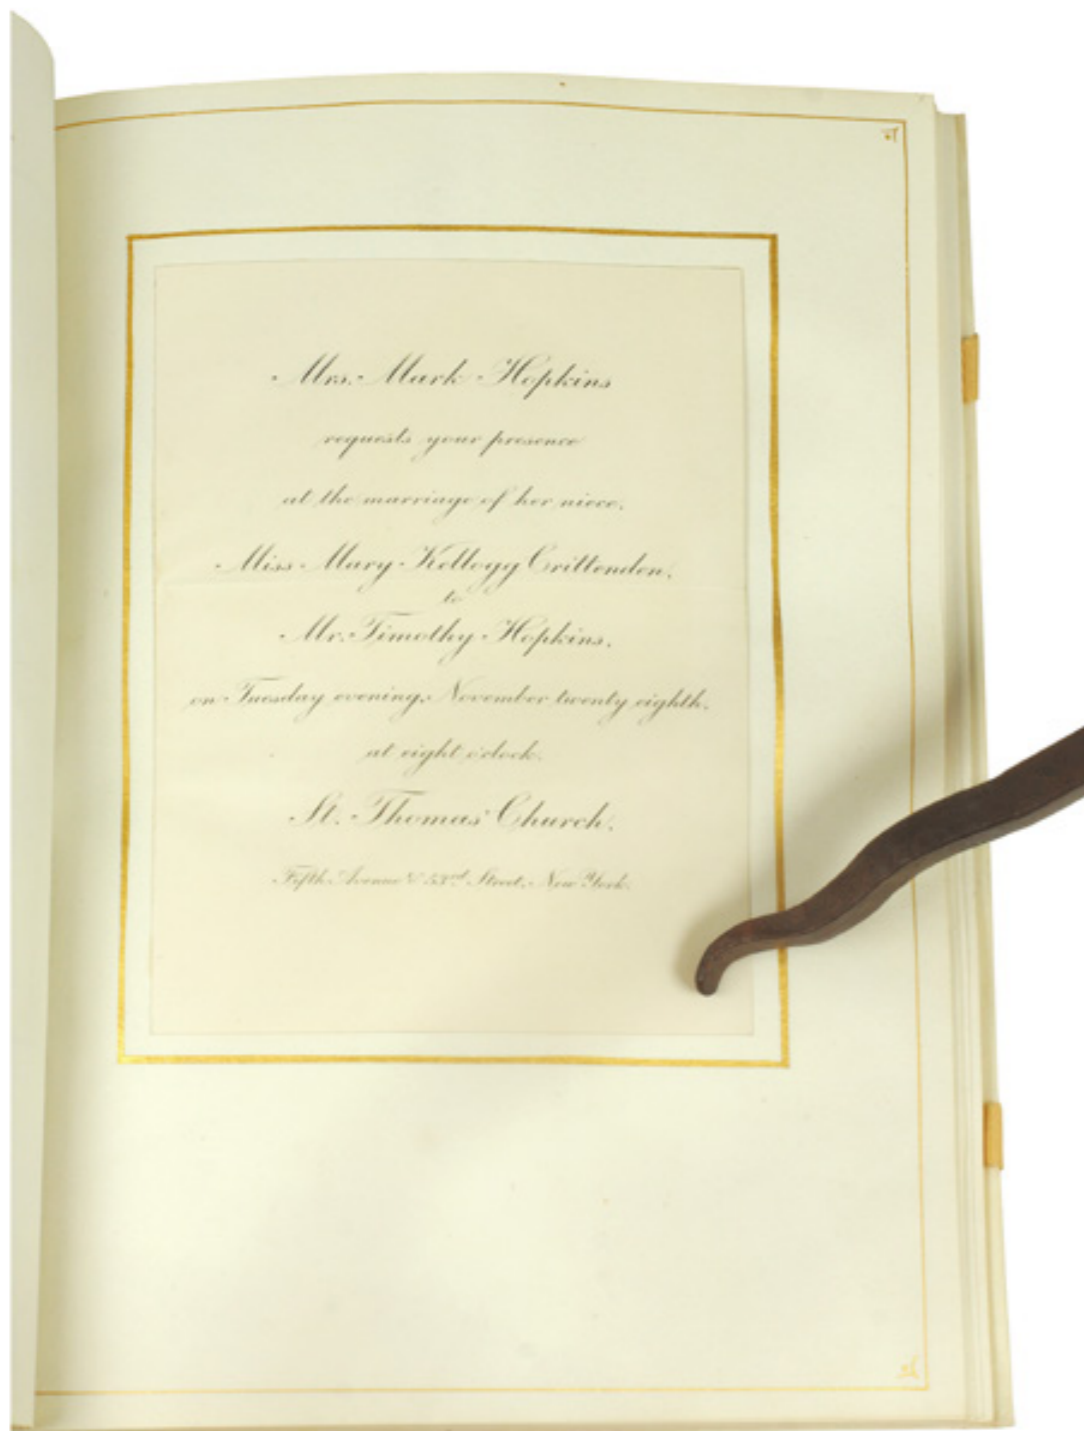 Mrs. Mark Hopkins
requests your presence
at the marriage of her niece,
Miss Mary Kellogg Crittenden,
to
Mr. Timothy Hopkins,
on Tuesday evening, November twenty eighth,
at eight o'clock.
St. Thomas' Church,
Fifth Avenue & 53rd Street, New York.